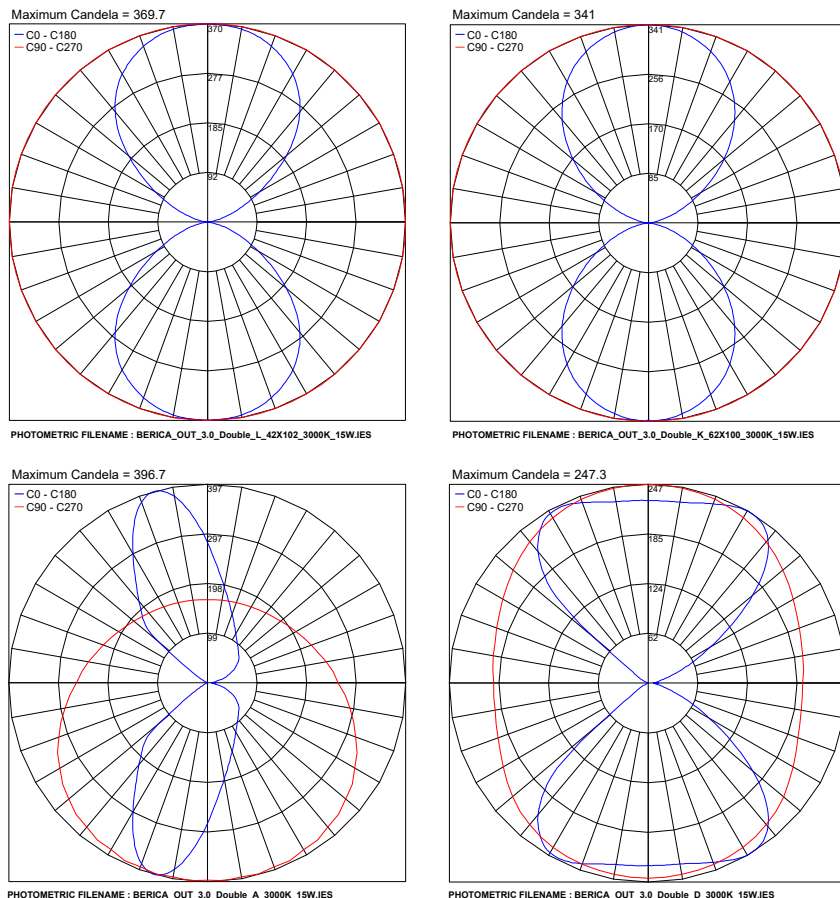 Maximum Candela = 369.7
C0 - C180
C90 - C270
370
277
185
92
PHOTOMETRIC FILENAME : BERICA_OUT_3.0_Double_L_42X102_3000K_15W.IES
Maximum Candela = 341
C0 - C180
C90 - C270
341
256
170
85
PHOTOMETRIC FILENAME : BERICA_OUT_3.0_Double_K_62X100_3000K_15W.IES
Maximum Candela = 396.7
C0 - C180
C90 - C270
397
297
198
99
PHOTOMETRIC FILENAME : BERICA_OUT_3.0_Double_A_3000K_15W.IES
Maximum Candela = 247.3
C0 - C180
C90 - C270
247
185
124
62
PHOTOMETRIC FILENAME : BERICA_OUT_3.0_Double_D_3000K_15W.IES